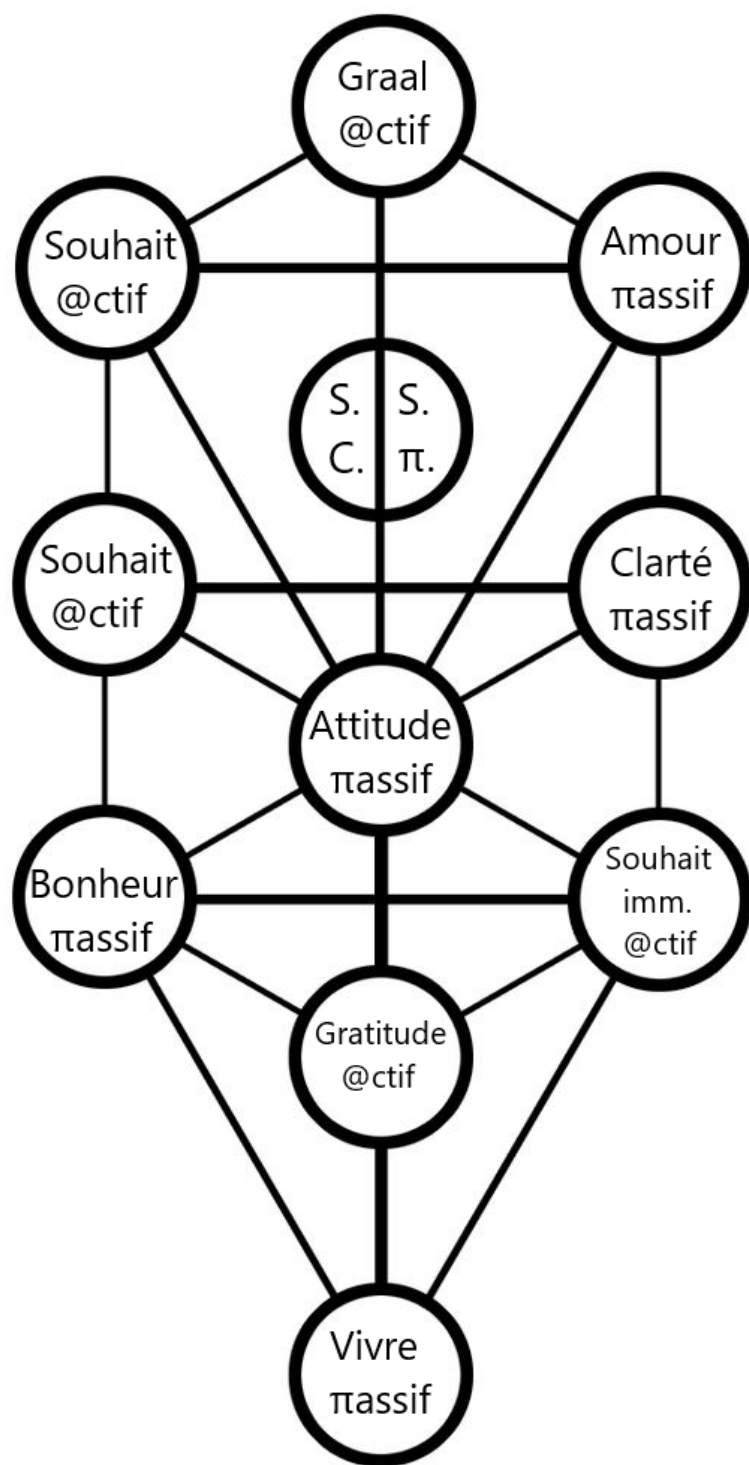 Graal
@ctif
Souhait
@ctif
Amour
πassif
S. S.
C. π.
Souhait
@ctif
Clarté
πassif
Attitude
πassif
Bonheur
πassif
Souhait
imm.
@ctif
Gratitude
@ctif
Vivre
πassif